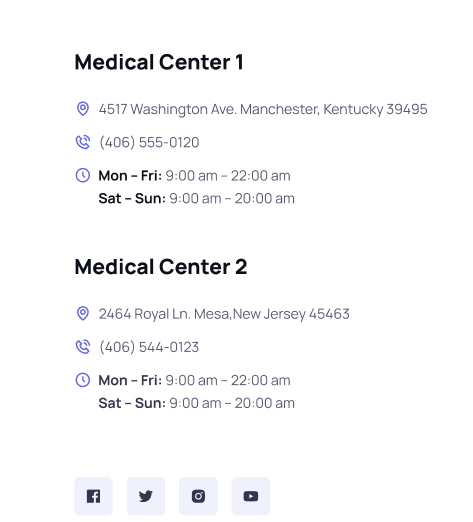 Medical Center 1
4517 Washington Ave. Manchester, Kentucky 39495
(406) 555-0120
Mon – Fri: 9:00 am – 22:00 am
Sat – Sun: 9:00 am – 20:00 am
Medical Center 2
2464 Royal Ln. Mesa,New Jersey 45463
(406) 544-0123
Mon – Fri: 9:00 am – 22:00 am
Sat – Sun: 9:00 am – 20:00 am